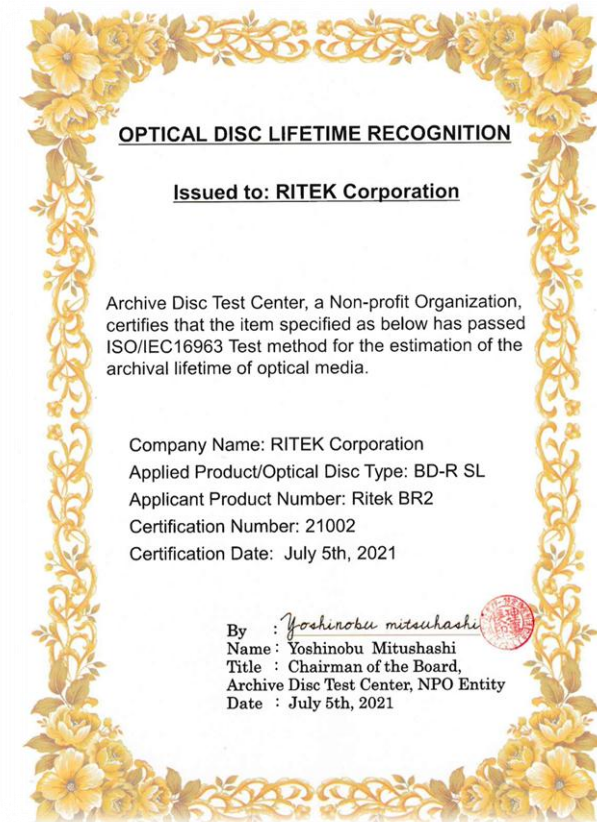 OPTICAL DISC LIFETIME RECOGNITION
Issued to: RITEK Corporation
Archive Disc Test Center, a Non-profit Organization,
certifies that the item specified as below has passed
ISO/IEC16963 Test method for the estimation of the
archival lifetime of optical media.
Company Name: RITEK Corporation
Applied Product/Optical Disc Type: BD-R SL
Applicant Product Number: Ritek BR2
Certification Number: 21002
Certification Date: July 5th, 2021
By : Yoshinobu mitsuhashi
Name : Yoshinobu Mitushashi
Title : Chairman of the Board,
Archive Disc Test Center, NPO Entity
Date : July 5th, 2021